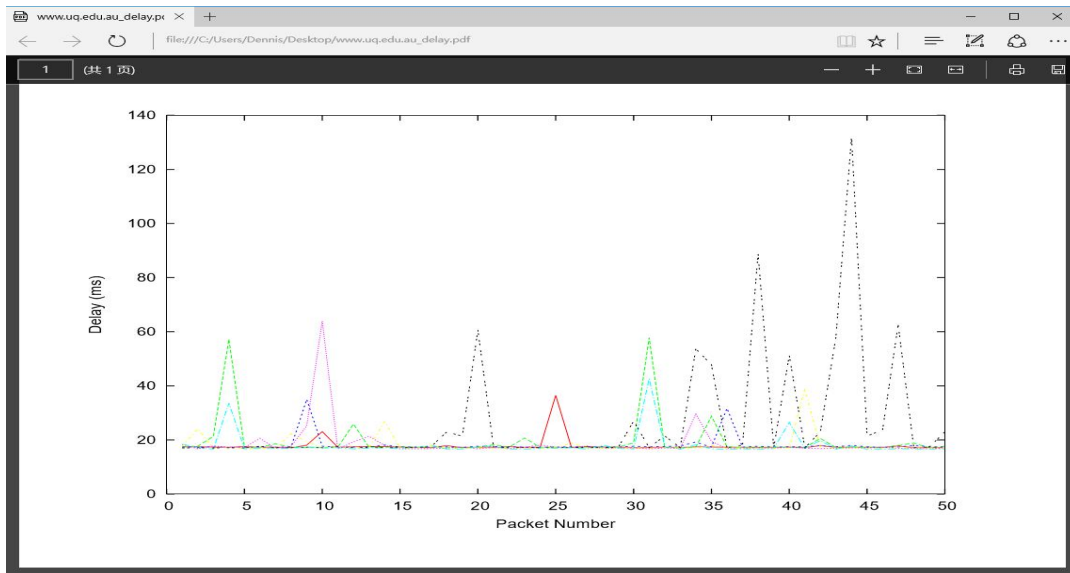 www.uq.edu.au_delay.pd
file:///C:/Users/Dennis/Desktop/www.uq.edu.au_delay.pdf
1 (共 1 页)
140
120
100
80
60
40
20
0
Delay (ms)
0 5 10 15 20 25 30 35 40 45 50
Packet Number